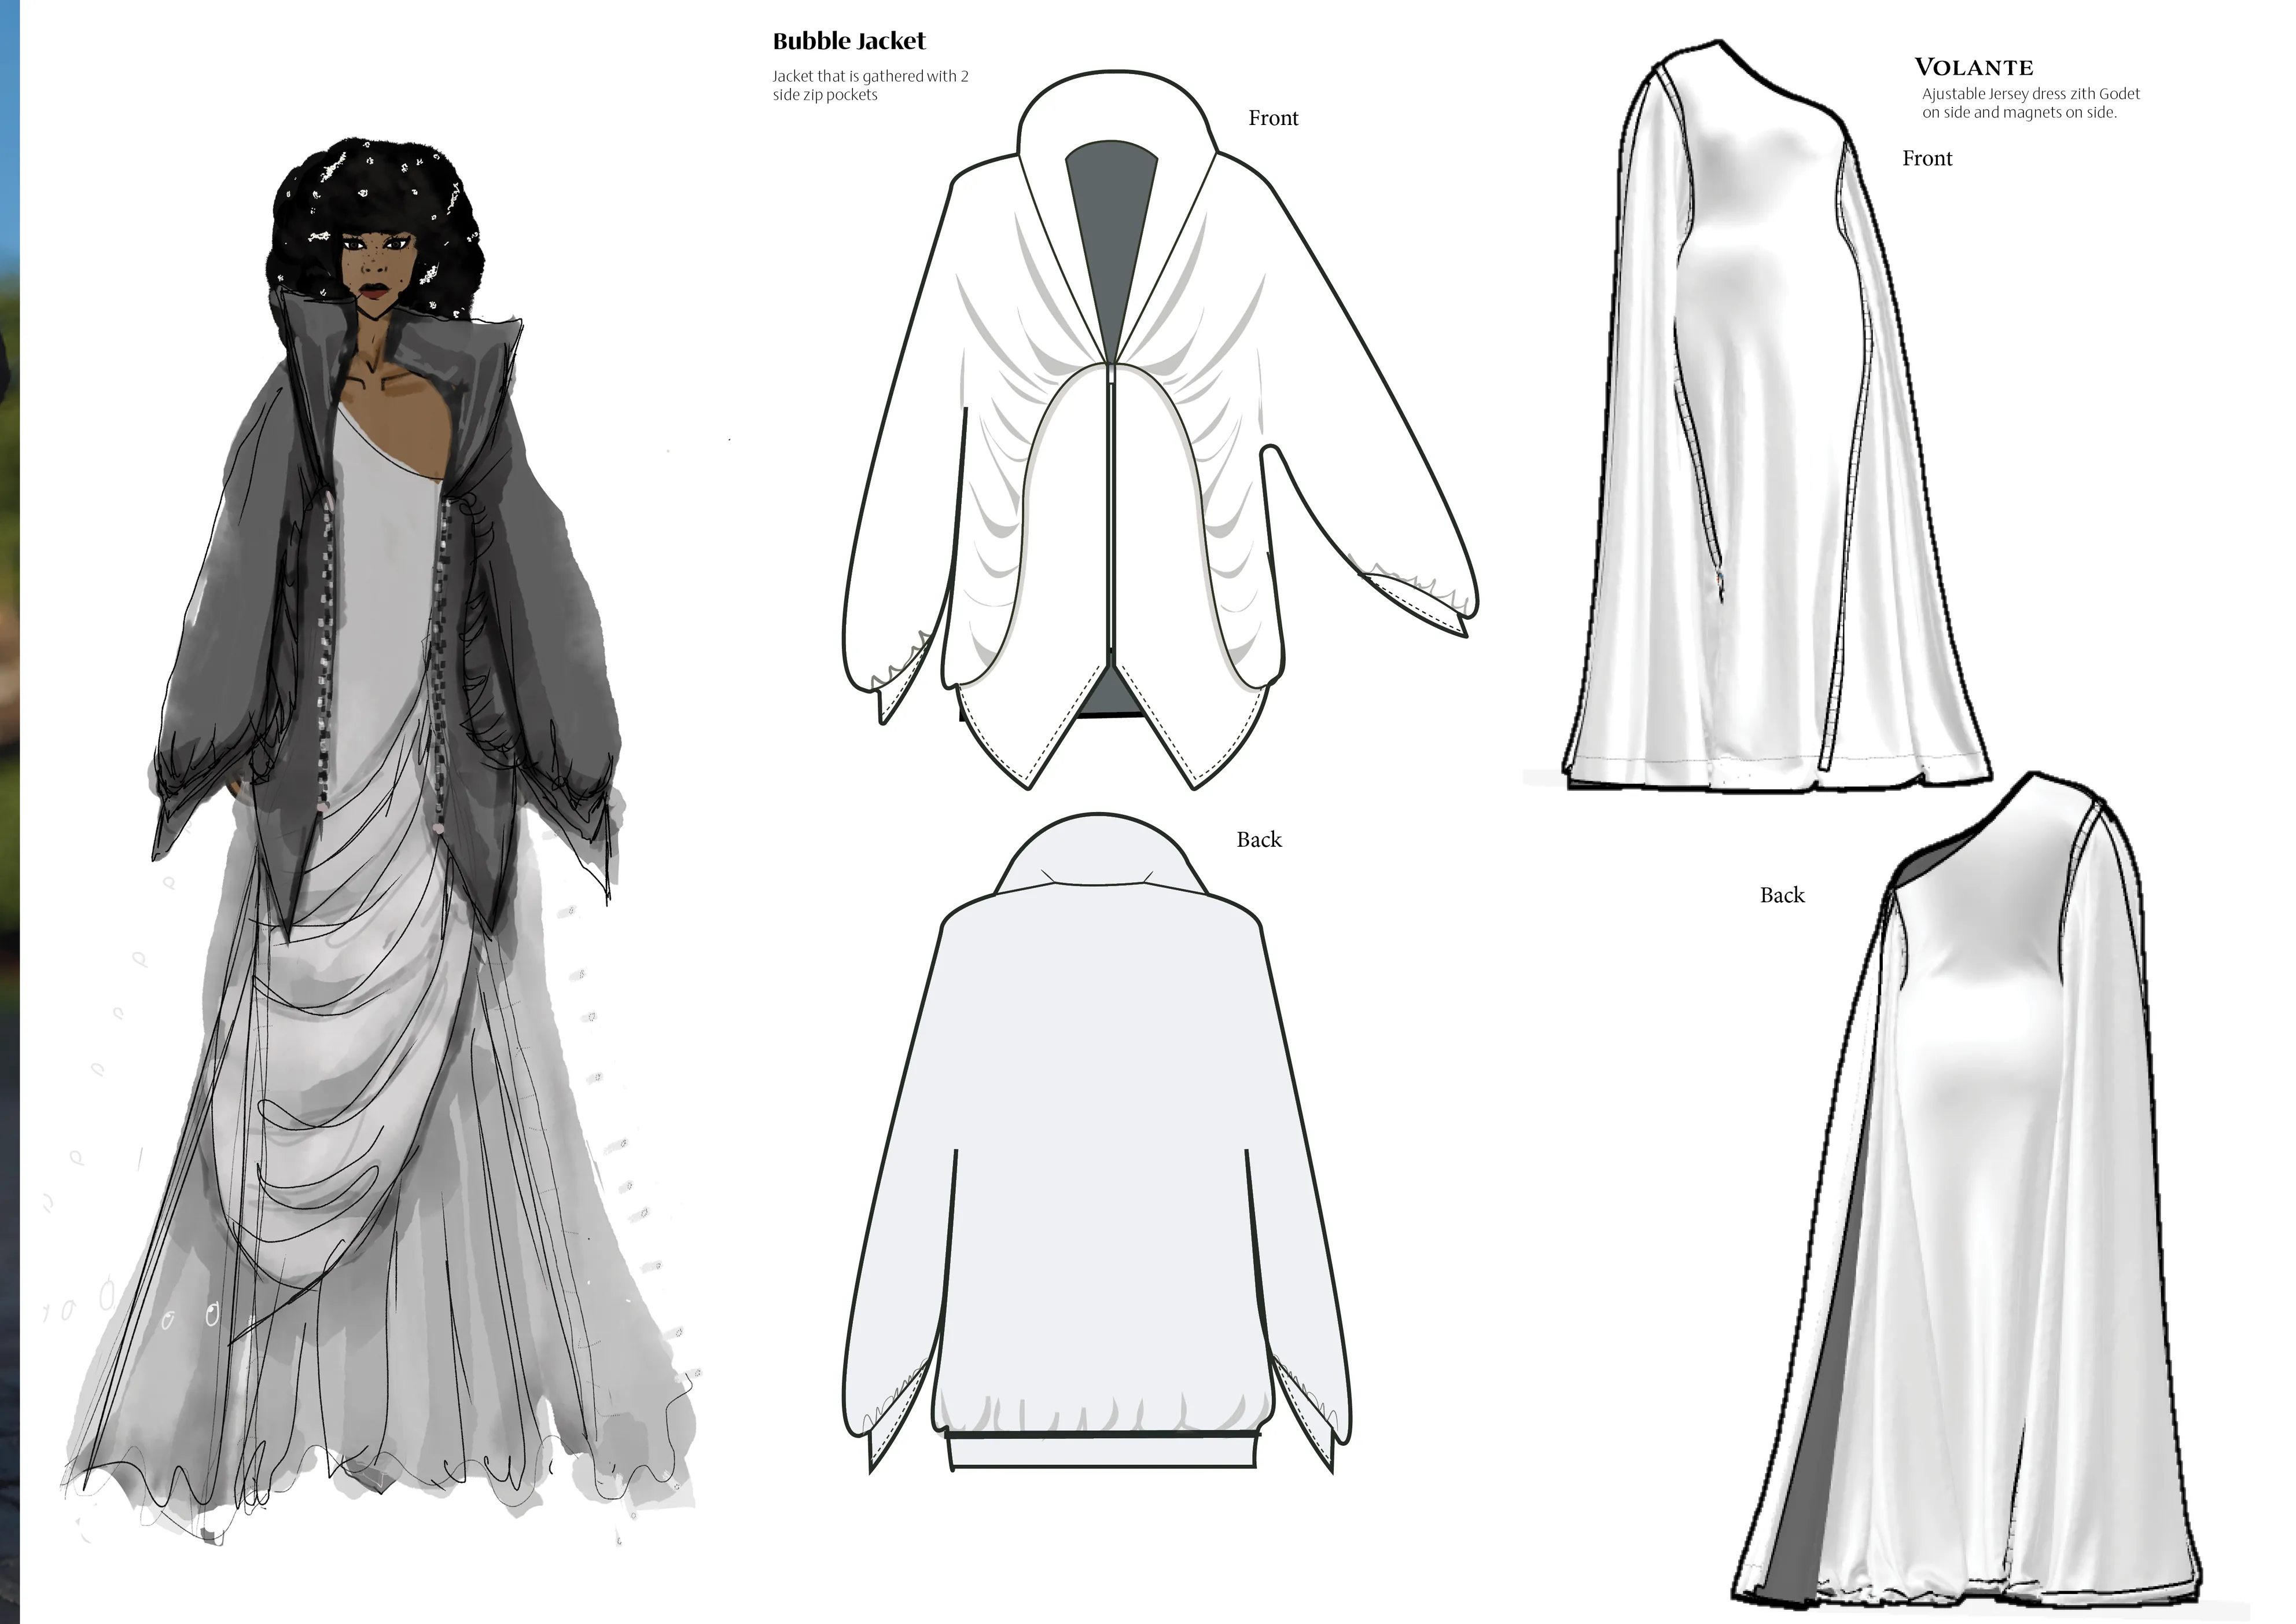 Bubble Jacket
Jacket that is gathered with 2
side zip pockets
Front
Back
VOLANTE
Ajustable Jersey dress zith Godet
on side and magnets on side.
Front
Back